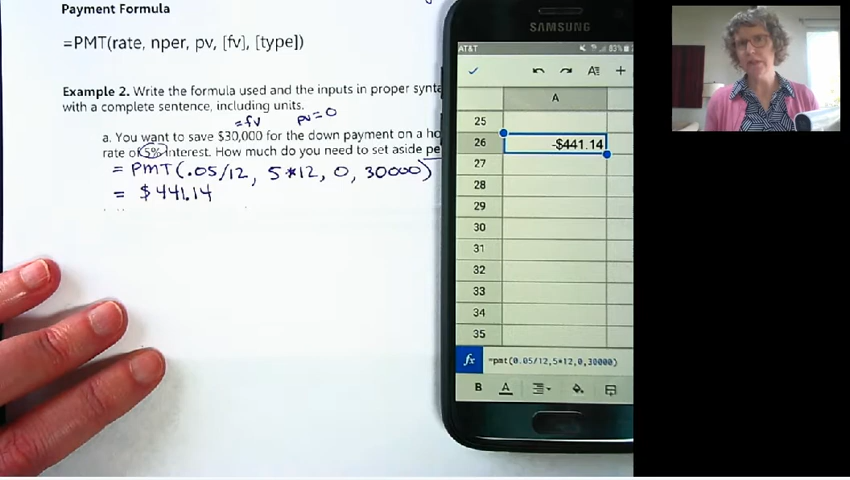 Payment Formula
=PMT(rate, nper, pv, [fv], [type])
Example 2. Write the formula used and the inputs in proper
with a complete sentence, including units.
=fv pv=0
a. You want to save $30,000 for the down payment on a
rate of 5% interest. How much do you need to set aside
= PMT(.05/12, 5*12, 0, 30000)
= $441.14
SAMSUNG
AT&T 83%
A
25
26 -$441.14
27
28
29
30
31
32
33
34
35
fx =pmt(0.05/12,5*12,0,30000)
B A